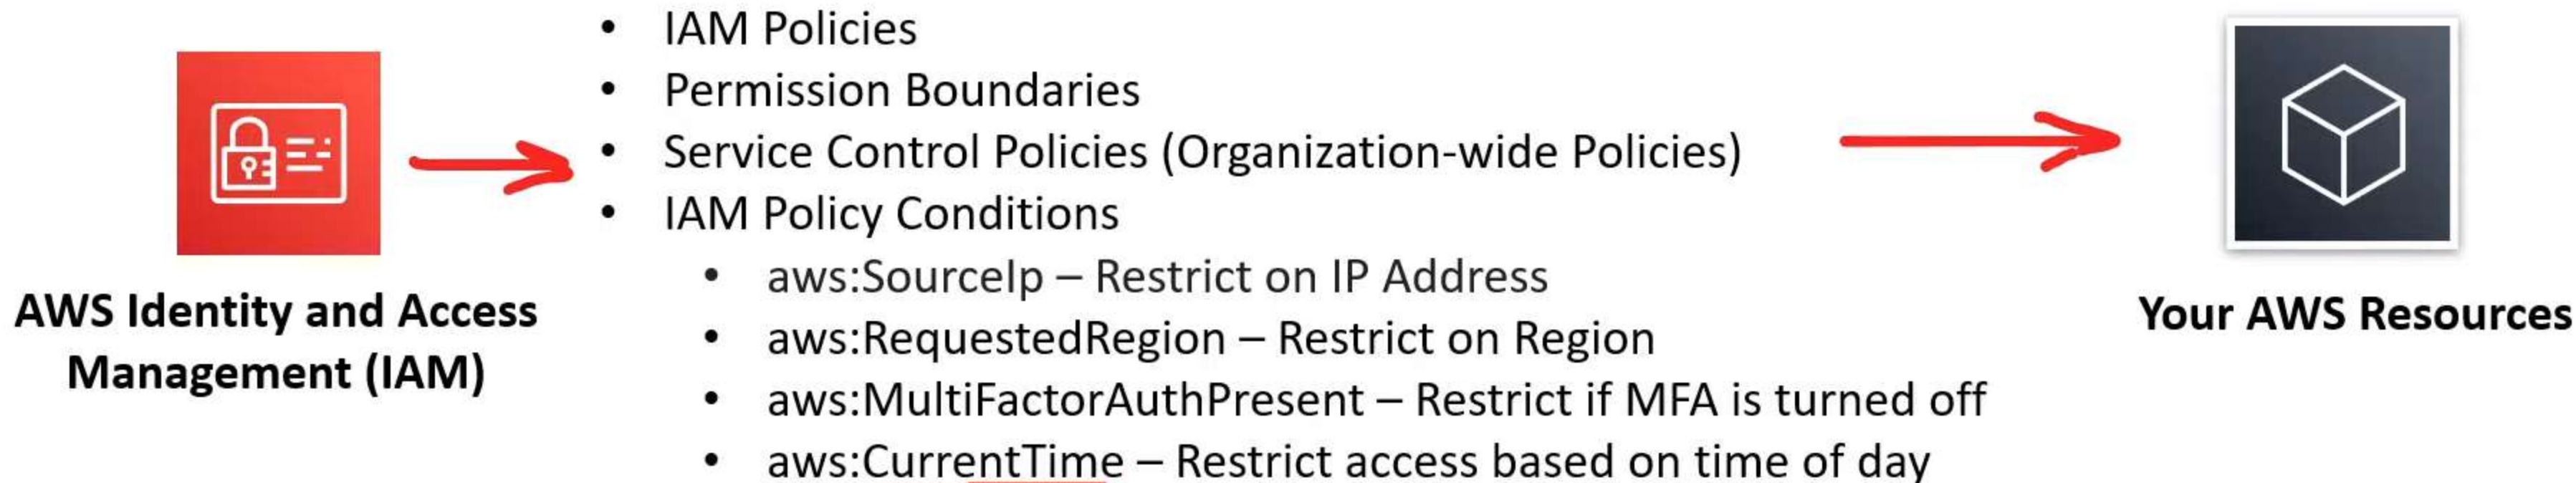 AWS Identity and Access
Management (IAM)
• IAM Policies
• Permission Boundaries
• Service Control Policies (Organization-wide Policies)
• IAM Policy Conditions
• aws:SourceIp – Restrict on IP Address
• aws:RequestedRegion – Restrict on Region
• aws:MultiFactorAuthPresent – Restrict if MFA is turned off
• aws:CurrentTime – Restrict access based on time of day
Your AWS Resources